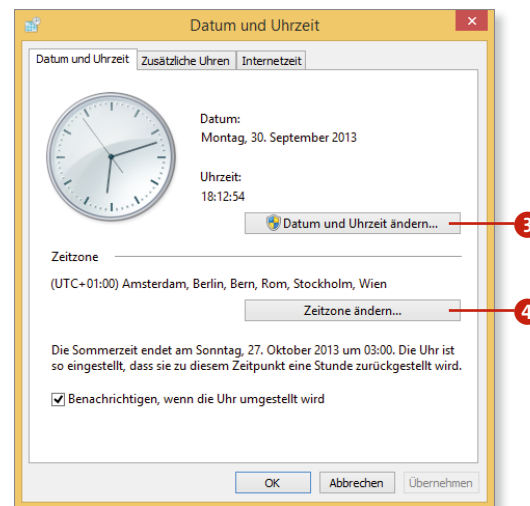 Datum und Uhrzeit
×
Datum und Uhrzeit
Zusätzliche Uhren
Internetzeit
Datum:
Montag, 30. September 2013
Uhrzeit:
18:12:54
Datum und Uhrzeit ändern...
3
Zeitzone
(UTC+01:00) Amsterdam, Berlin, Bern, Rom, Stockholm, Wien
Zeitzone ändern...
4
Die Sommerzeit endet am Sonntag, 27. Oktober 2013 um 03:00. Die Uhr ist
so eingestellt, dass sie zu diesem Zeitpunkt eine Stunde zurückgestellt wird.
Benachrichtigen, wenn die Uhr umgestellt wird
OK
Abbrechen
Übernehmen